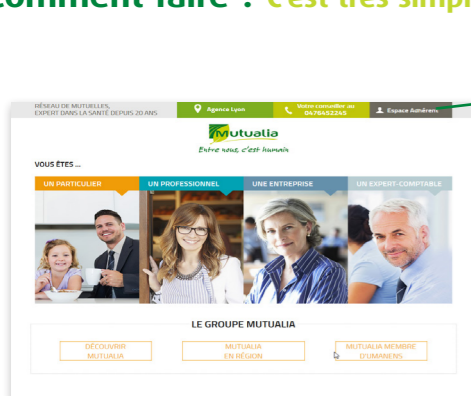 comment faire ? C'est très simpl
RÉSEAU DE MUTUELLES,
EXPERT DANS LA SANTÉ DEPUIS 20 ANS
Agence Lyon
Votre conseiller au
0476452245
Espace Adhérens
Mutualia
Entre nous, c'est humain
VOUS ÊTES ...
UN PARTICULIER
UN PROFESSIONNEL
UNE ENTREPRISE
UN EXPERT-COMPTABLE
LE GROUPE MUTUALIA
DÉCOUVRIR
MUTUALIA
MUTUALIA
EN RÉGION
MUTUALIA MEMBRE
D'UMANENS